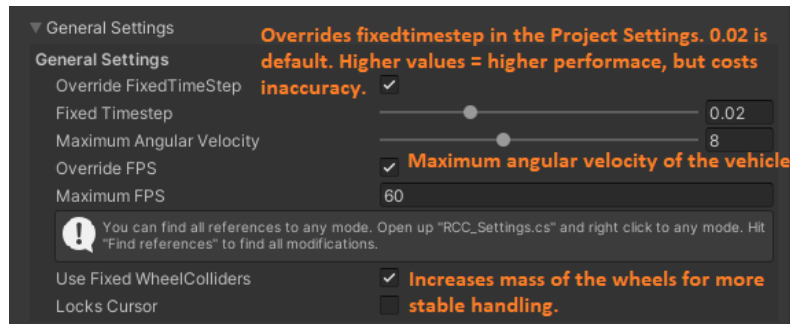 General Settings
Overrides fixedtimestep in the Project Settings. 0.02 is
default. Higher values = higher performace, but costs
inaccuracy.
General Settings
Override FixedTimeStep
Fixed Timestep 0.02
Maximum Angular Velocity 8
Override FPS
Maximum angular velocity of the vehicle
Maximum FPS 60
You can find all references to any mode. Open up "RCC_Settings.cs" and right click to any mode. Hit
"Find references" to find all modifications.
Use Fixed WheelColliders
Increases mass of the wheels for more
stable handling.
Locks Cursor